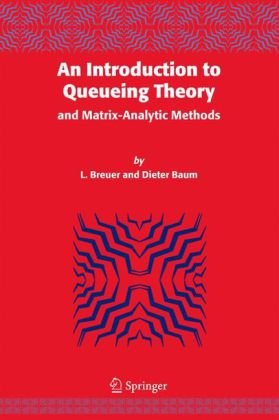 An Introduction to
Queueing Theory
and Matrix-Analytic Methods
by
L. Breuer and Dieter Baum
Springer